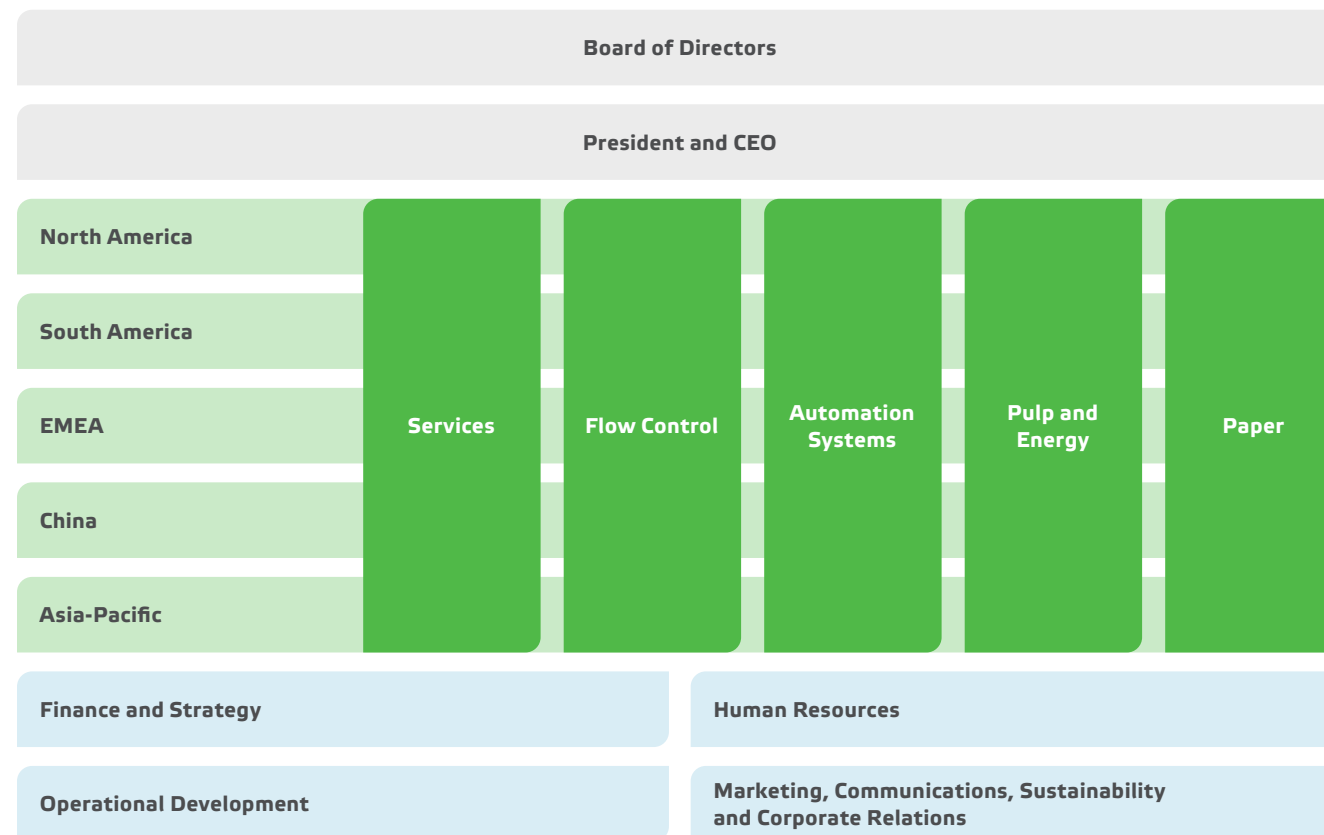 Board of Directors
President and CEO
North America
South America
EMEA
China
Asia-Pacific
Services
Flow Control
Automation
Systems
Pulp and
Energy
Paper
Finance and Strategy
Human Resources
Operational Development
Marketing, Communications, Sustainability
and Corporate Relations